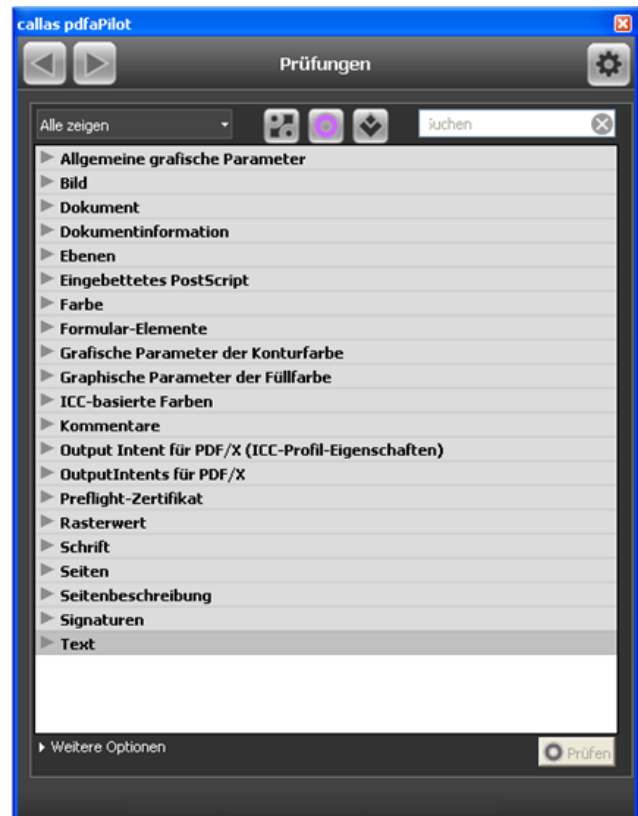 callas pdfaPilot
Prüfungen
Alle zeigen
Suchen
Allgemeine grafische Parameter
Bild
Dokument
Dokumentinformation
Ebenen
Eingebettetes PostScript
Farbe
Formular-Elemente
Grafische Parameter der Konturfarbe
Graphische Parameter der Füllfarbe
ICC-basierte Farben
Kommentare
Output Intent für PDF/X (ICC-Profil-Eigenschaften)
OutputIntents für PDF/X
Preflight-Zertifikat
Rasterwert
Schrift
Seiten
Seitenbeschreibung
Signaturen
Text
Weitere Optionen
Prüfen